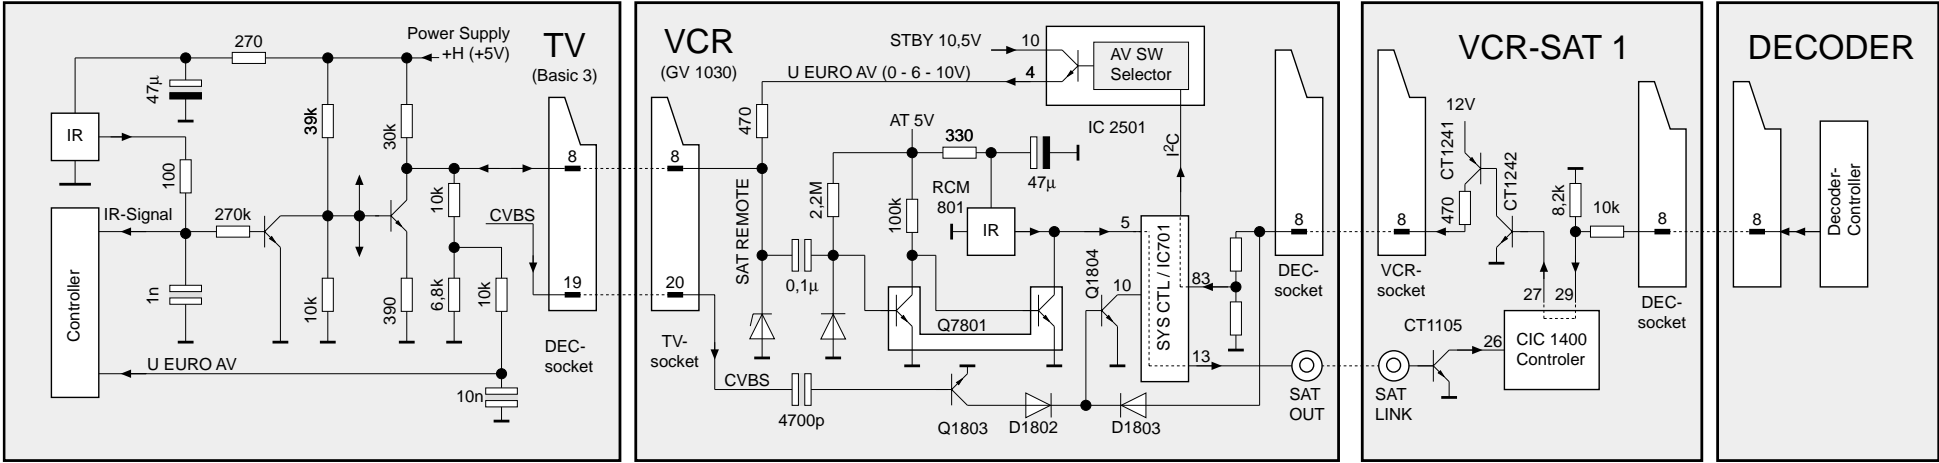 TV
(Basic 3)
Power Supply
+H (+5V)
270
47µ
39k
30k
IR
100
IR-Signal
270k
10k
CVBS
8
19
1n
10k
390
6,8k
10k
Controller
U EURO AV
10n
DEC-
socket
VCR
(GV 1030)
STBY 10,5V
10
U EURO AV (0 - 6 - 10V)
4
AV SW
Selector
IC 2501
I2C
470
AT 5V
330
47µ
8
20
SAT REMOTE
2,2M
100k
RCM
801
IR
5
0,1µ
Q7801
Q1804
10
SYS CTL / IC701
83
13
TV-
socket
CVBS
4700p
Q1803
D1802
D1803
8
DEC-
socket
SAT
OUT
VCR-SAT 1
12V
CT1241
CT1242
470
8,2k
10k
8
8
VCR-
socket
27
29
DEC-
socket
CT1105
26
CIC 1400
Controler
SAT
LINK
DECODER
8
Decoder-
Controller